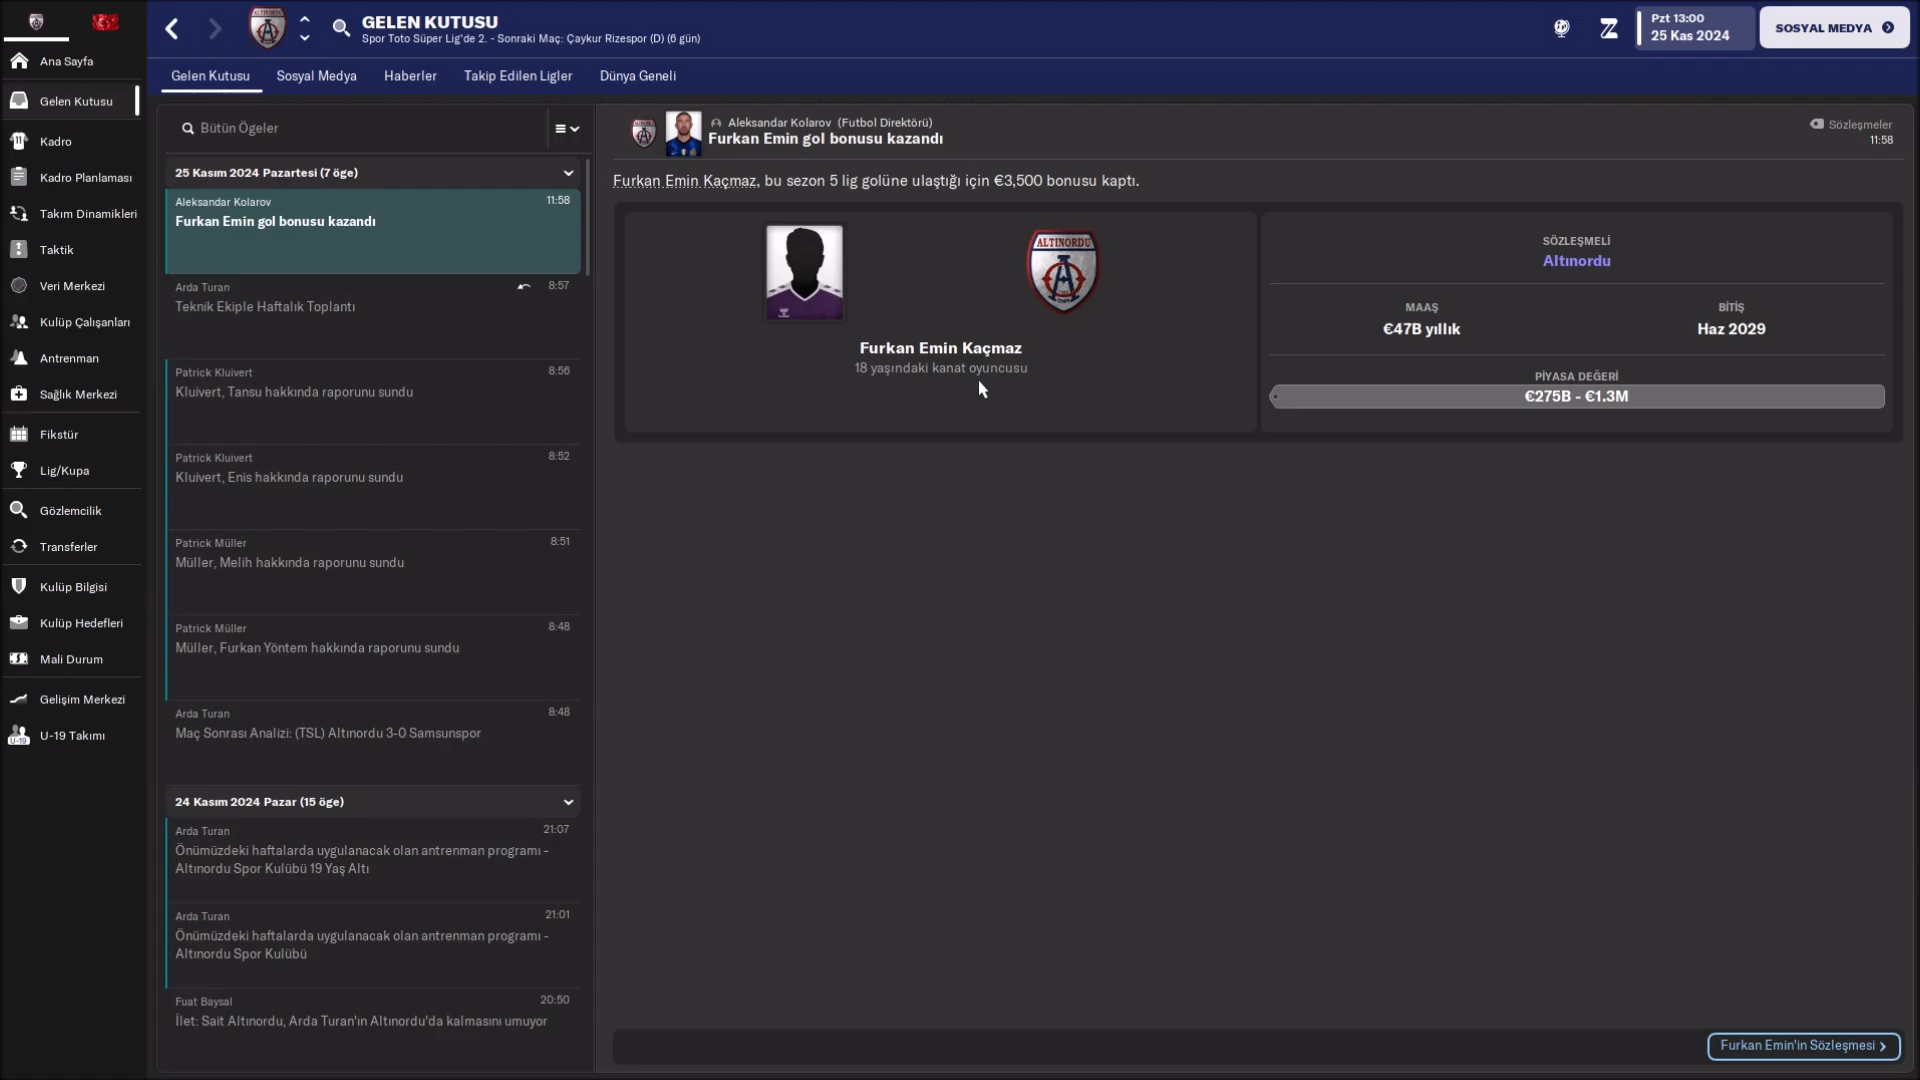 GELEN KUTUSU
Spor Toto Süper Lig'de 2. - Sonraki Maç: Çaykur Rizespor (D) (6 gün)
Pzt 13:00
25 Kas 2024
SOSYAL MEDYA
Gelen Kutusu
Sosyal Medya
Haberler
Takip Edilen Ligler
Dünya Geneli
Ana Sayfa
Gelen Kutusu
Kadro
Kadro Planlaması
Takım Dinamikleri
Taktik
Veri Merkezi
Kulüp Çalışanları
Antrenman
Sağlık Merkezi
Fikstür
Lig/Kupa
Gözlemcilik
Transferler
Kulüp Bilgisi
Kulüp Hedefleri
Mali Durum
Gelişim Merkezi
U-19 Takımı
Bütün Ögeler
25 Kasım 2024 Pazartesi (7 öge)
Aleksandar Kolarov 11:58
Furkan Emin gol bonusu kazandı
Arda Turan 8:57
Teknik Ekiple Haftalık Toplantı
Patrick Kluivert 8:56
Kluivert, Tansu hakkında raporunu sundu
Patrick Kluivert 8:52
Kluivert, Enis hakkında raporunu sundu
Patrick Müller 8:51
Müller, Melih hakkında raporunu sundu
Patrick Müller 8:48
Müller, Furkan Yöntem hakkında raporunu sundu
Arda Turan 8:48
Maç Sonrası Analizi: (TSL) Altınordu 3-0 Samsunspor
24 Kasım 2024 Pazar (15 öge)
Arda Turan 21:07
Önümüzdeki haftalarda uygulanacak olan antrenman programı -
Altınordu Spor Kulübü 19 Yaş Altı
Arda Turan 21:01
Önümüzdeki haftalarda uygulanacak olan antrenman programı -
Altınordu Spor Kulübü
Fuat Baysal 20:50
İlet: Sait Altınordu, Arda Turan'ın Altınordu'da kalmasını umuyor
Aleksandar Kolarov (Futbol Direktörü)
Furkan Emin gol bonusu kazandı
Sözleşmeler
11:58
Furkan Emin Kaçmaz, bu sezon 5 lig golüne ulaştığı için €3,500 bonusu kaptı.
ALTINORDU
Furkan Emin Kaçmaz
18 yaşındaki kanat oyuncusu
SÖZLEŞMELİ
Altınordu
MAAŞ
€47B yıllık
BİTİŞ
Haz 2029
PİYASA DEĞERİ
€275B - €1.3M
Furkan Emin'in Sözleşmesi